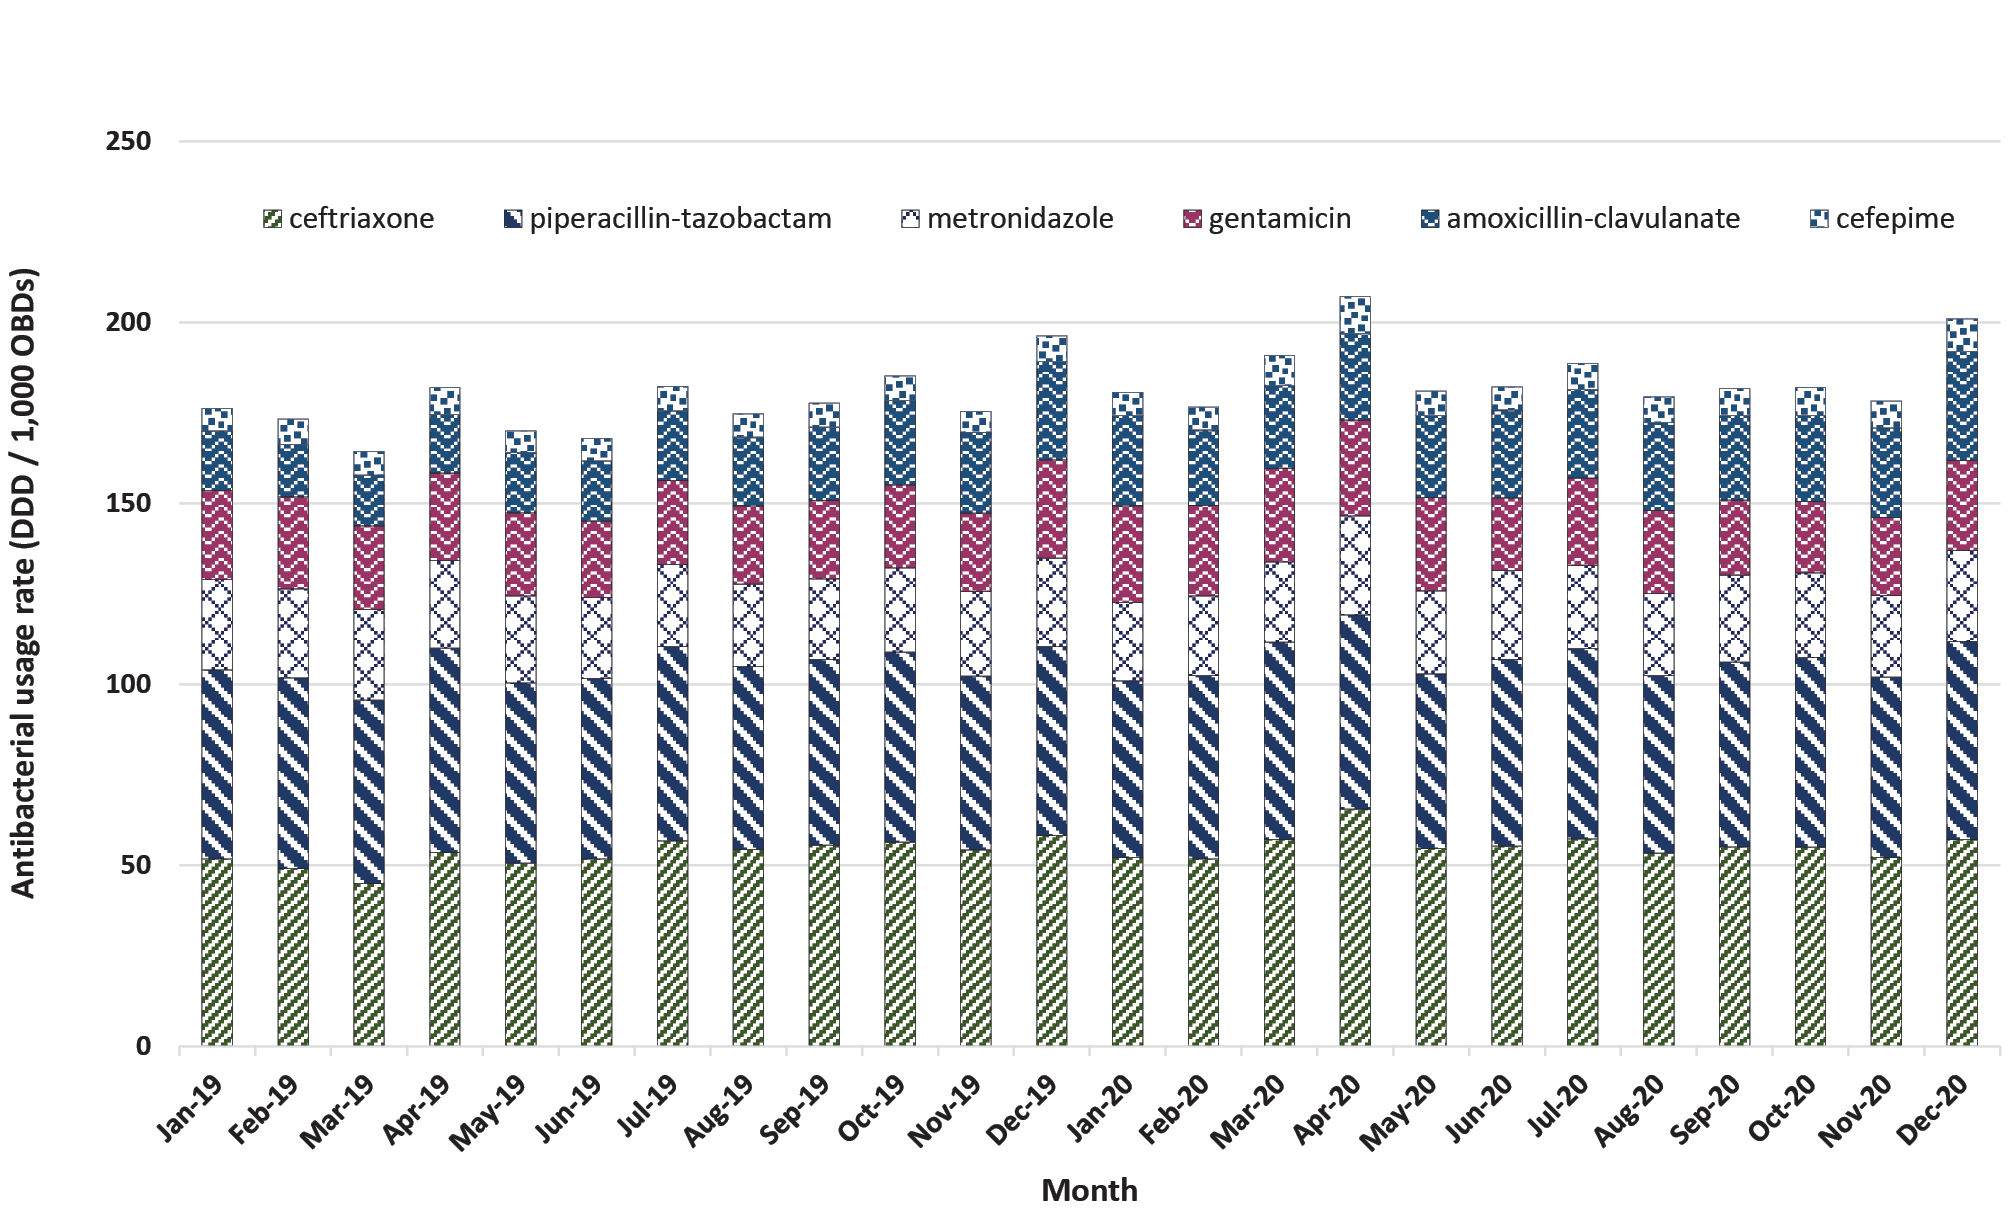 250
ceftriaxone piperacillin-tazobactam metronidazole gentamicin amoxicillin-clavulanate cefepime
Antibacterial usage rate (DDD / 1,000 OBDs)
200
150
100
50
0
Jan-19 Feb-19 Mar-19 Apr-19 May-19 Jun-19 Jul-19 Aug-19 Sep-19 Oct-19 Nov-19 Dec-19 Jan-20 Feb-20 Mar-20 Apr-20 May-20 Jun-20 Jul-20 Aug-20 Sep-20 Oct-20 Nov-20 Dec-20
Month